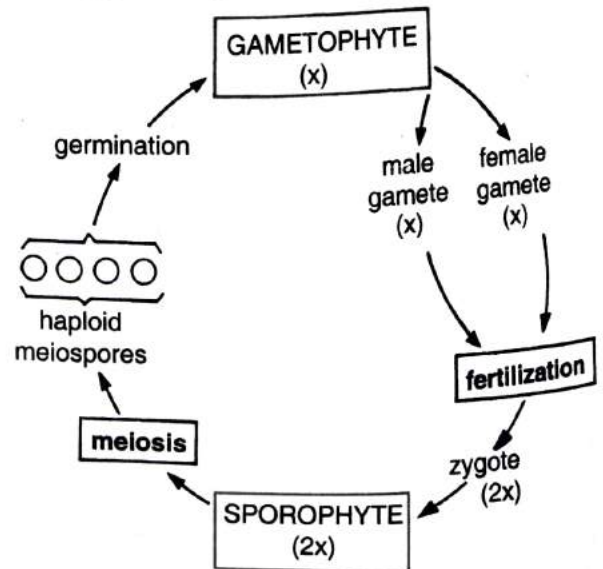 GAMETOPHYTE
(x)
male
gamete
(x)
female
gamete
(x)
fertilization
zygote
(2x)
SPOROPHYTE
(2x)
meiosis
haploid
meiospores
germination